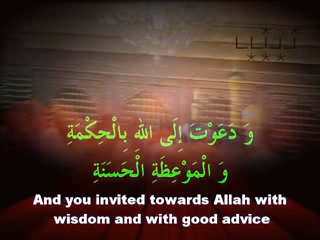 وَ دَعَوْتَ إِلَى اللهِ بِالْحِكْمَةِ
وَ الْمَوْعِظَةِ الْحَسَنَةِ
And you invited towards Allah with
wisdom and with good advice